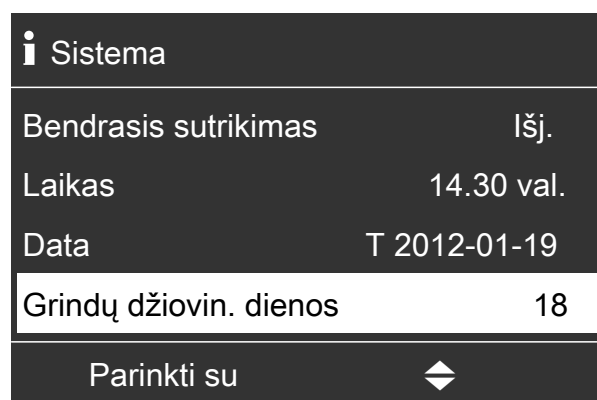 i Sistema
Bendrasis sutrikimas Išj.
Laikas 14.30 val.
Data T 2012-01-19
Grindų džiovin. dienos 18
Parinkti su